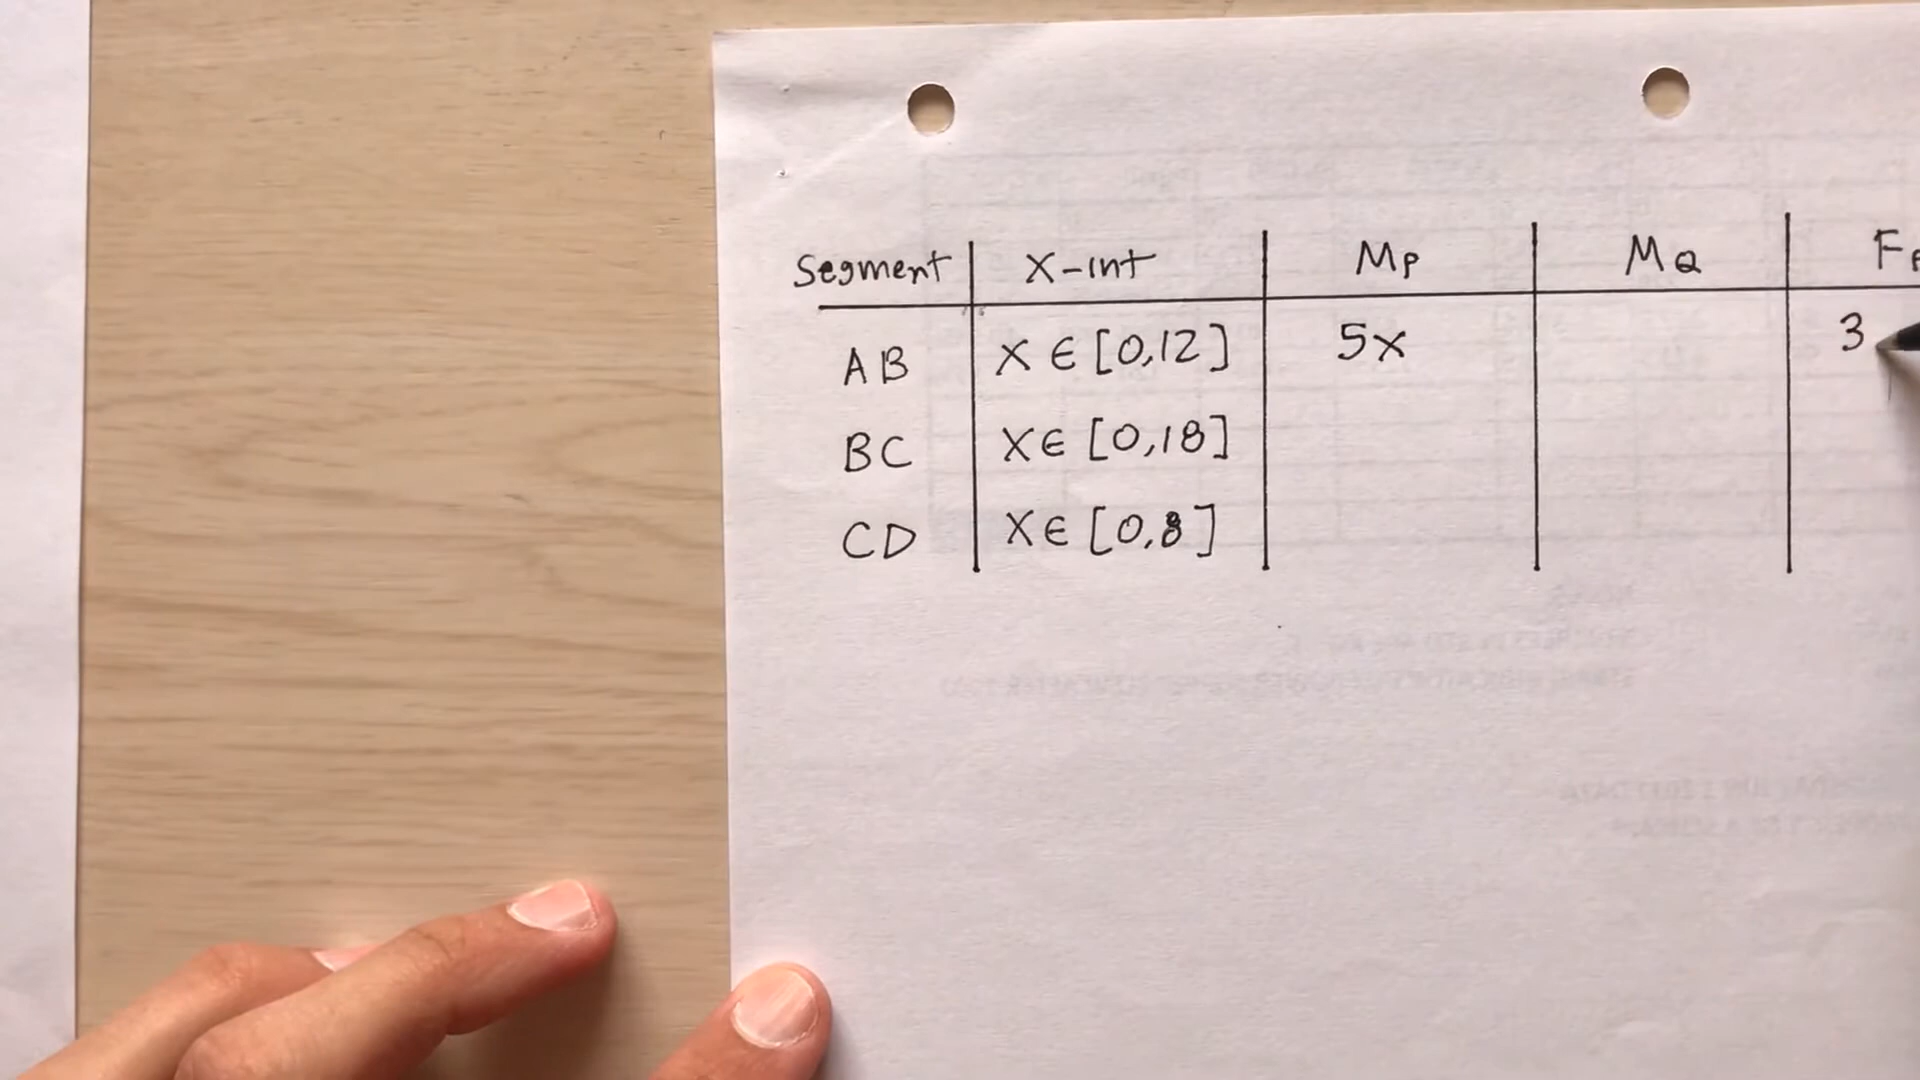 Segment X-int Mp MQ F
AB X ∈ [0,12] 5x 3
BC X ∈ [0,18]
CD X ∈ [0,8]